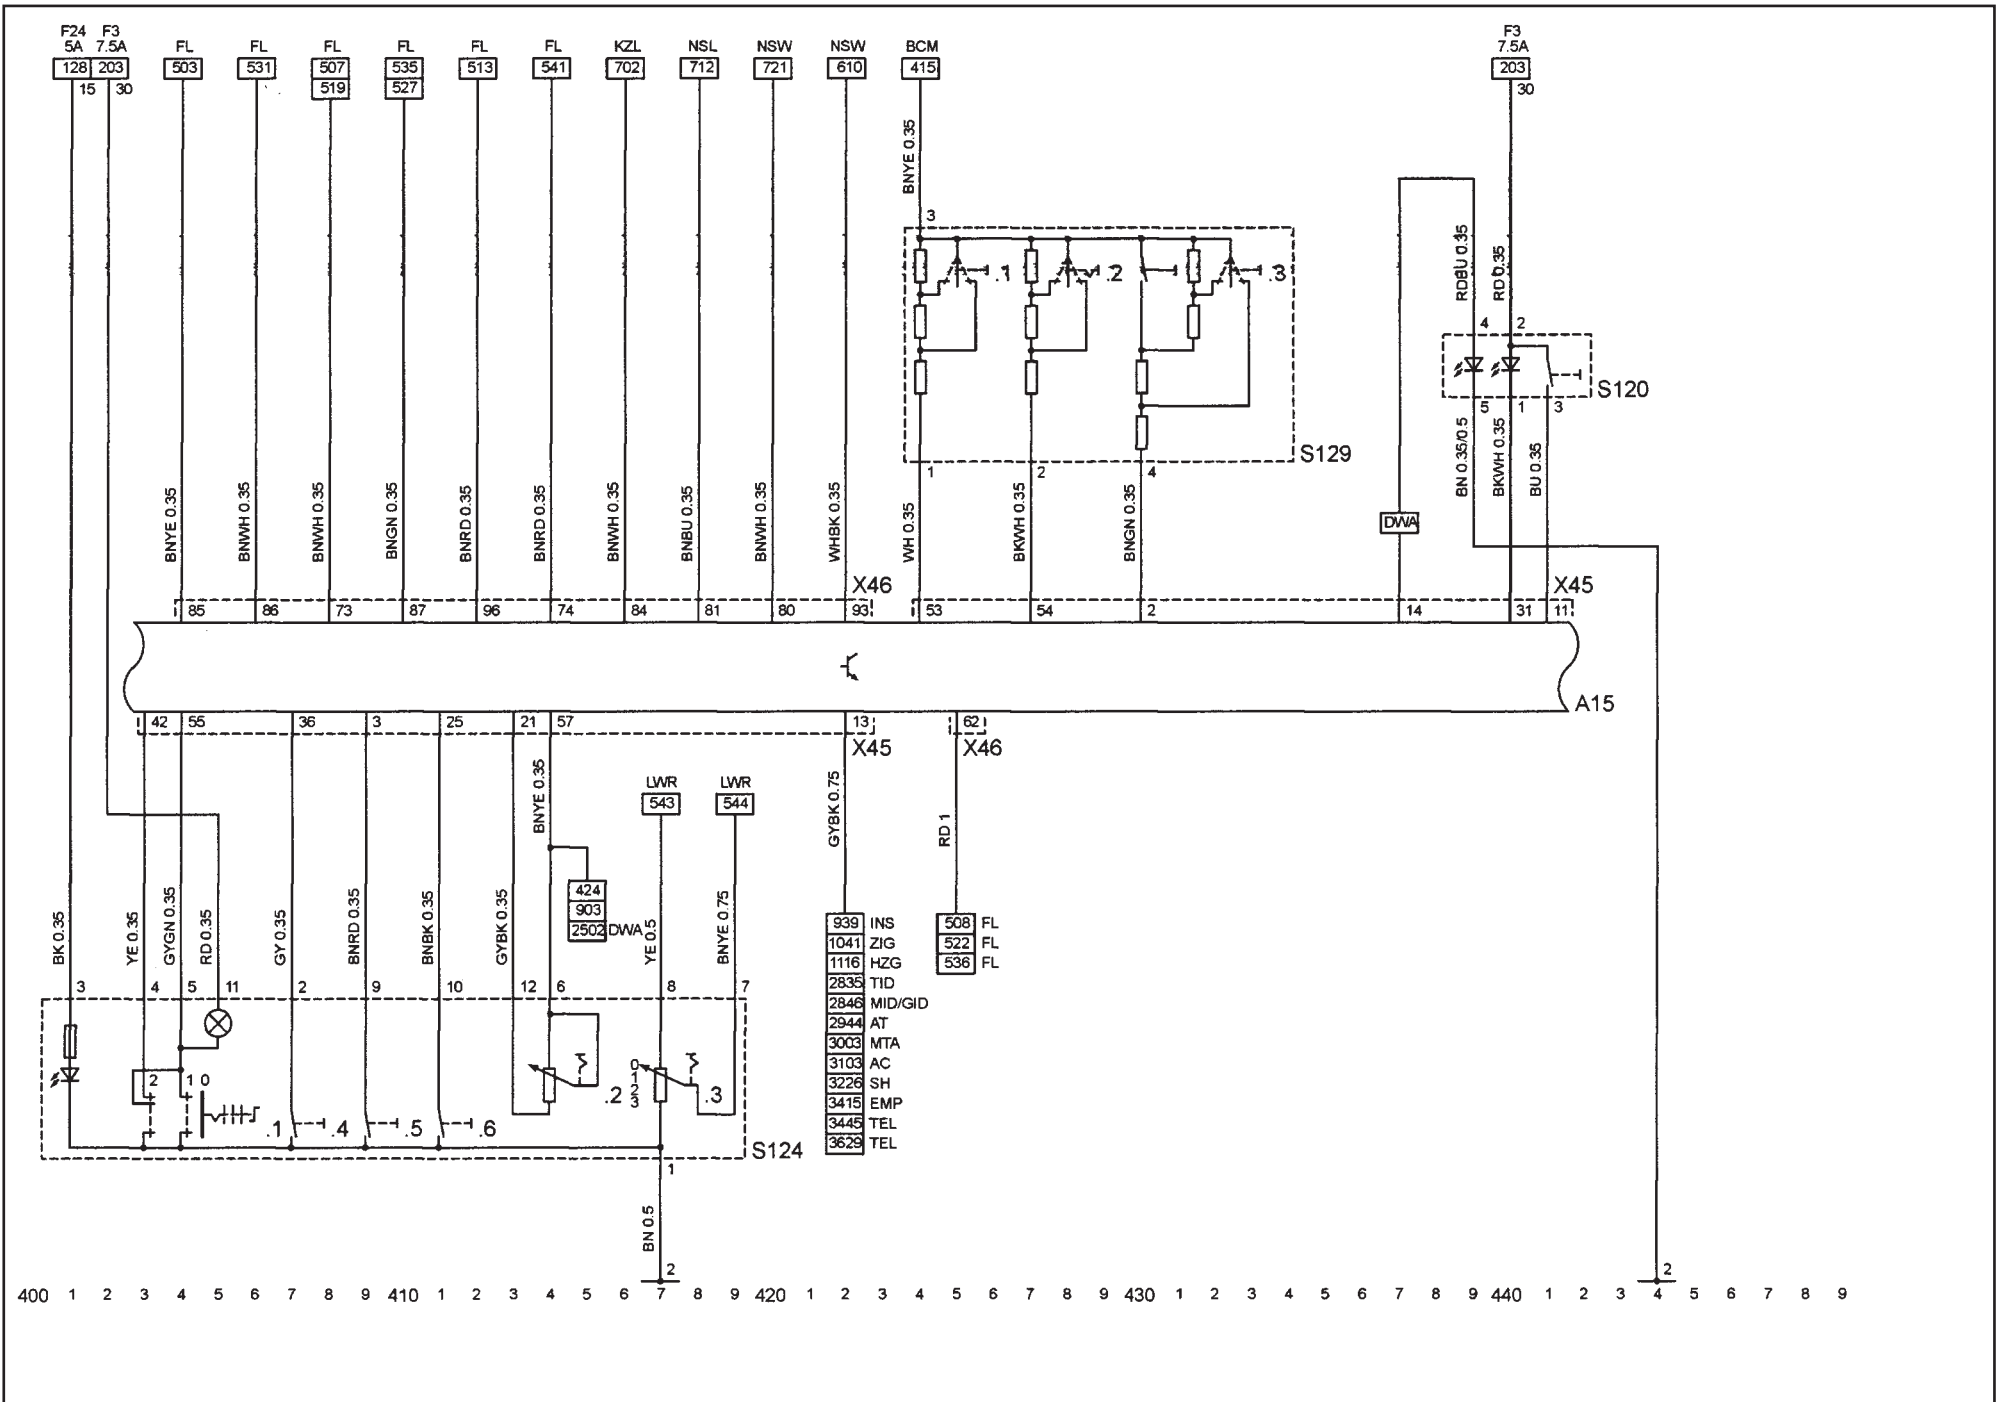 F24 F3 F3
5A 7.5A FL FL FL FL FL FL KZL NSL NSW NSW BCM 7.5A
128 203 503 531 507 535 513 541 702 712 721 610 415 203
15 30 519 527 30
BNYE 0.35
3
RDBU 0.35 RD 0.35
.1 .2 .3
4 2
S120
5 1 3
S129
1 2 4
BN 0.35/0.5 BKWH 0.35 BU 0.35
BNYE 0.35 BNWH 0.35 BNWH 0.35 BNGN 0.35 BNRD 0.35 BNRD 0.35 BNWH 0.35 BNBU 0.35 BNWH 0.35 WHBK 0.35 WH 0.35 BKWH 0.35 BNGN 0.35
DWA
X46 X45
85 86 73 87 96 74 84 81 80 93 53 54 2 14 31 11
A15
42 55 36 3 25 21 57 13 62
X45 X46
BNYE 0.35
LWR LWR
543 544
GYBK 0.75 RD 1
424
903
2502 DWA
BK 0.35 YE 0.35 GYGN 0.35 RD 0.35 GY 0.35 BNRD 0.35 BNBK 0.35 GYBK 0.35 YE 0.5 BNYE 0.75
939 INS 508 FL
1041 ZIG 522 FL
1116 HZG 536 FL
2835 TID
2846 MID/GID
2944 AT
3003 MTA
3103 AC
3226 SH
3415 EMP
3445 TEL
3629 TEL
3 4 5 11 2 9 10 12 6 8 7
0
1
2
3
2 1 0
.1 .4 .5 .6 .2 .3
S124
1
BN 0.5
2 2
400 1 2 3 4 5 6 7 8 9 410 1 2 3 4 5 6 7 8 9 420 1 2 3 4 5 6 7 8 9 430 1 2 3 4 5 6 7 8 9 440 1 2 3 4 5 6 7 8 9